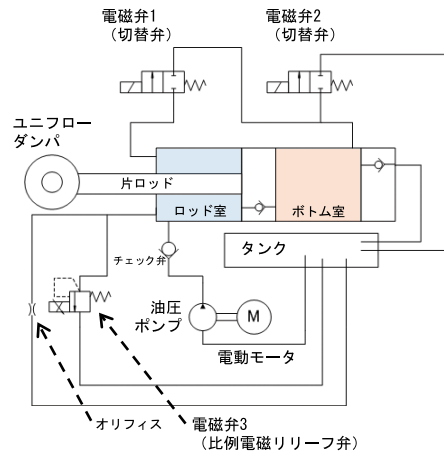 電磁弁1
(切替弁)
電磁弁2
(切替弁)
ユニフロー
ダンパ
片ロッド
ロッド室
ボトム室
チェック弁
タンク
油圧
ポンプ
M
電動モータ
オリフィス
電磁弁3
(比例電磁リリーフ弁)